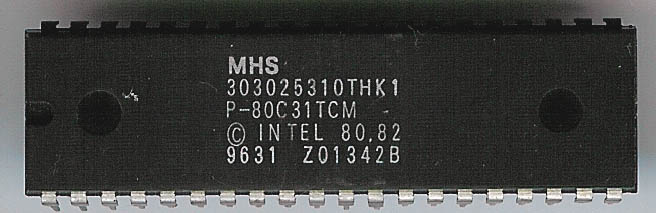 MHS
303025310THK1
P-80C31TCM
© INTEL 80,82
9631 Z01342B